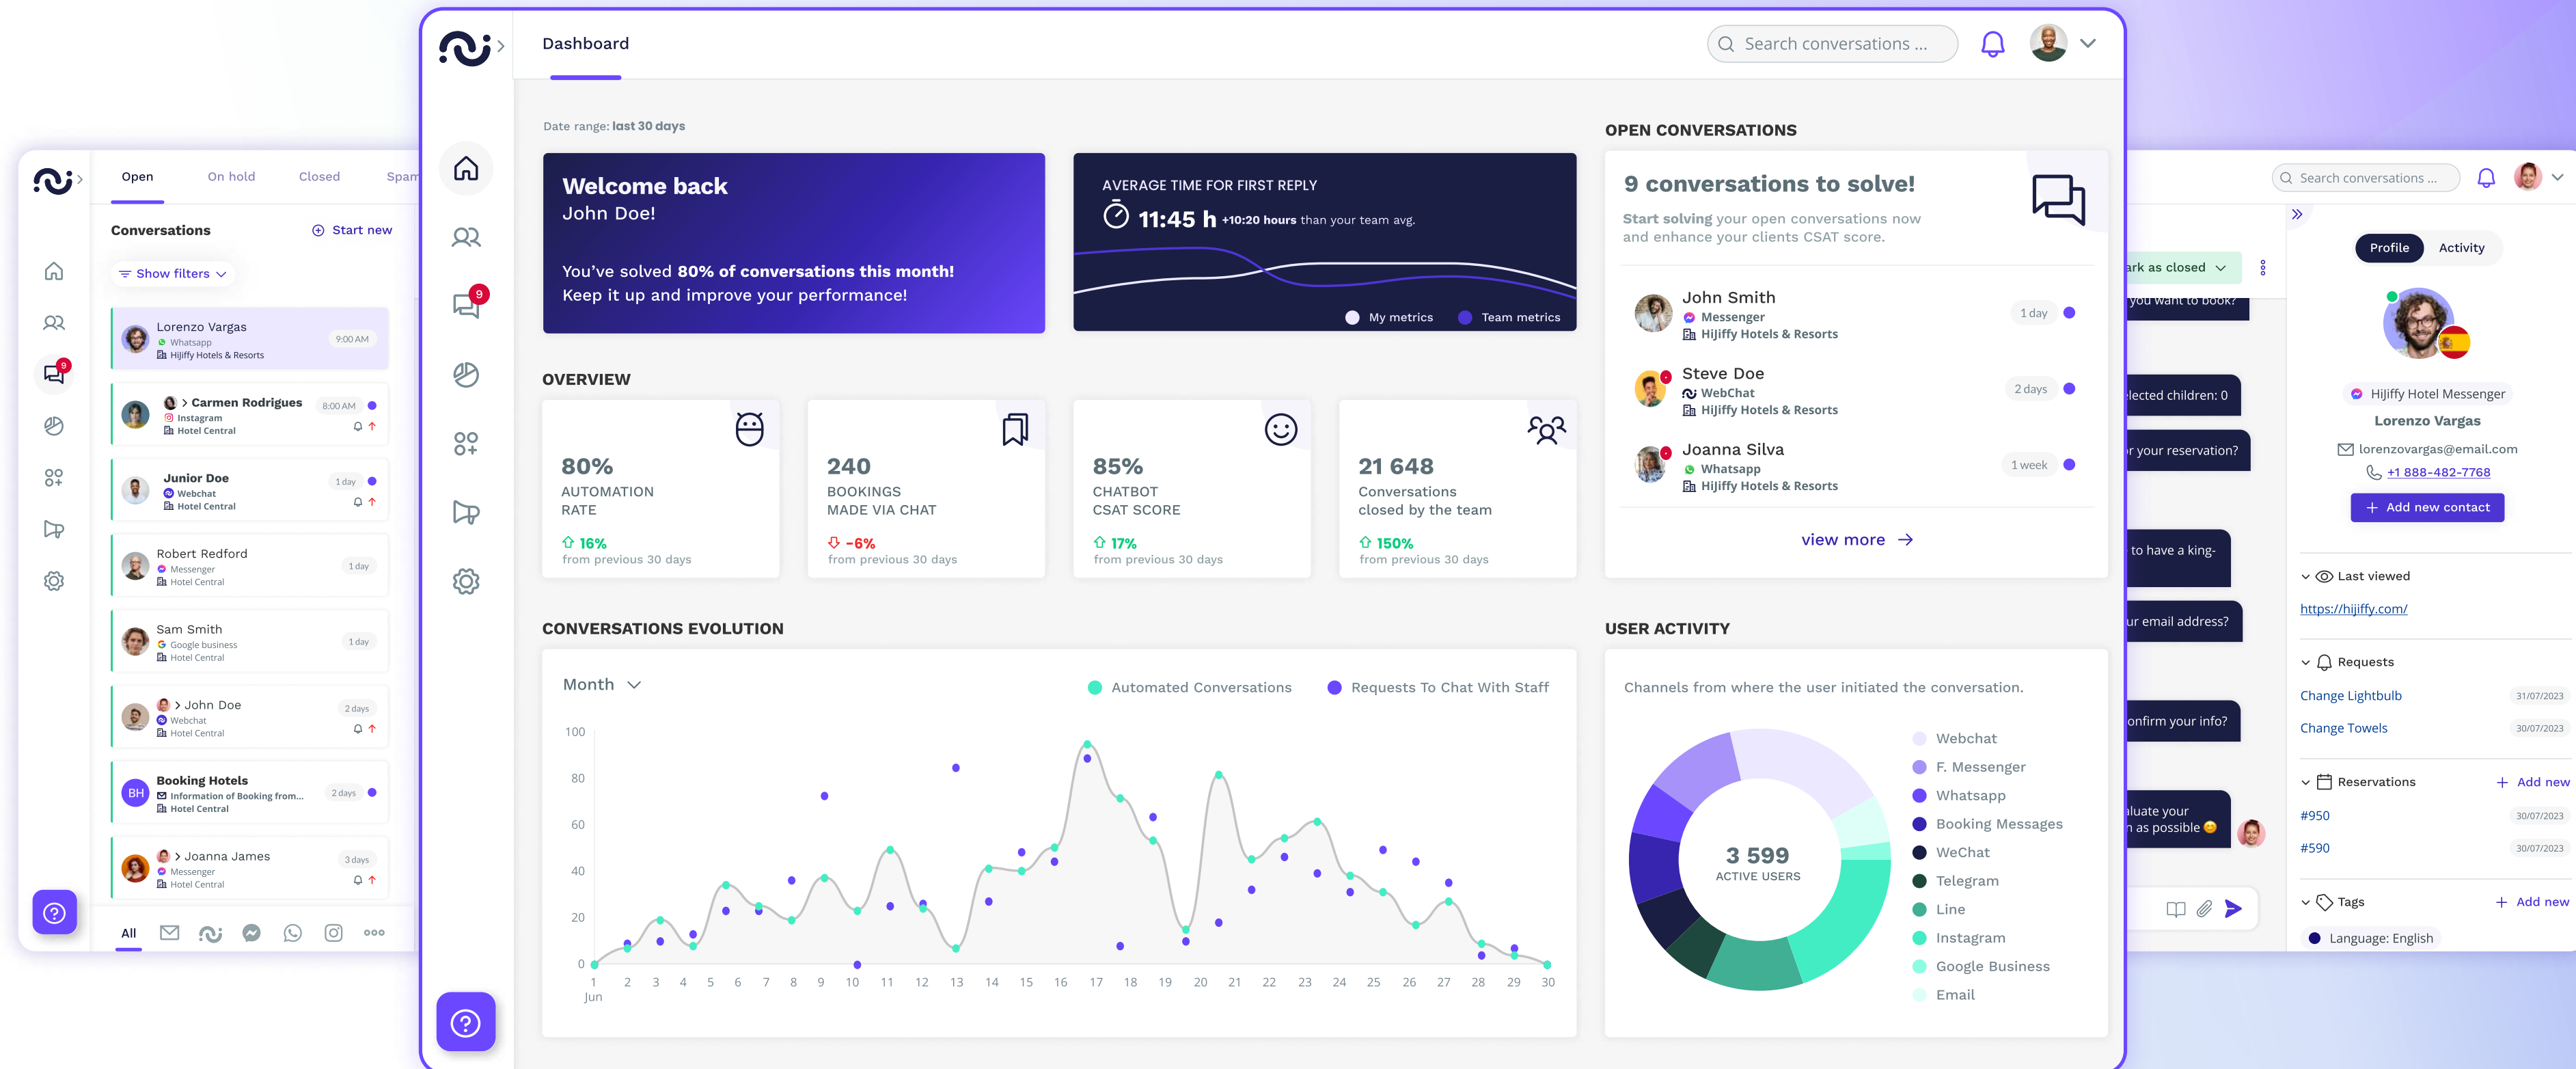 Open
On hold
Closed
Spam
Conversations
Start new
Show filters
Lorenzo Vargas
Whatsapp
HiJiffy Hotels & Resorts
9:00 AM
9
> Carmen Rodrigues
Instagram
Hotel Central
8:00 AM
Junior Doe
Webchat
Hotel Central
1 day
Robert Redford
Messenger
Hotel Central
1 day
Sam Smith
Google business
Hotel Central
1 day
> John Doe
Webchat
Hotel Central
2 days
BH
Booking Hotels
Information of Booking from...
Hotel Central
2 days
> Joanna James
Messenger
Hotel Central
3 days
All
Dashboard
Search conversations ...
9
Date range: last 30 days
Welcome back
John Doe!
You've solved 80% of conversations this month!
Keep it up and improve your performance!
AVERAGE TIME FOR FIRST REPLY
11:45 h +10:20 hours than your team avg.
My metrics
Team metrics
OVERVIEW
80%
AUTOMATION
RATE
16%
from previous 30 days
240
BOOKINGS
MADE VIA CHAT
-6%
from previous 30 days
85%
CHATBOT
CSAT SCORE
17%
from previous 30 days
21 648
Conversations
closed by the team
150%
from previous 30 days
OPEN CONVERSATIONS
9 conversations to solve!
Start solving your open conversations now
and enhance your clients CSAT score.
John Smith
Messenger
HiJiffy Hotels & Resorts
1 day
Steve Doe
WebChat
HiJiffy Hotels & Resorts
2 days
Joanna Silva
Whatsapp
HiJiffy Hotels & Resorts
1 week
view more
CONVERSATIONS EVOLUTION
Month
Automated Conversations
Requests To Chat With Staff
100
80
60
40
20
0
1 2 3 4 5 6 7 8 9 10 11 12 13 14 15 16 17 18 19 20 21 22 23 24 25 26 27 28 29 30
Jun
USER ACTIVITY
Channels from where the user initiated the conversation.
3 599
ACTIVE USERS
Webchat
F. Messenger
Whatsapp
Booking Messages
WeChat
Telegram
Line
Instagram
Google Business
Email
Search conversations ...
ark as closed
you want to book?
lected children: 0
r your reservation?
to have a king-
ur email address?
onfirm your info?
aluate your
n as possible 😊
Profile
Activity
HiJiffy Hotel Messenger
Lorenzo Vargas
lorenzovargas@email.com
+1 888-482-7768
+ Add new contact
Last viewed
https://hijiffy.com/
Requests
Change Lightbulb
31/07/2023
Change Towels
30/07/2023
Reservations
+ Add new
#950
30/07/2023
#590
30/07/2023
Tags
+ Add new
Language: English